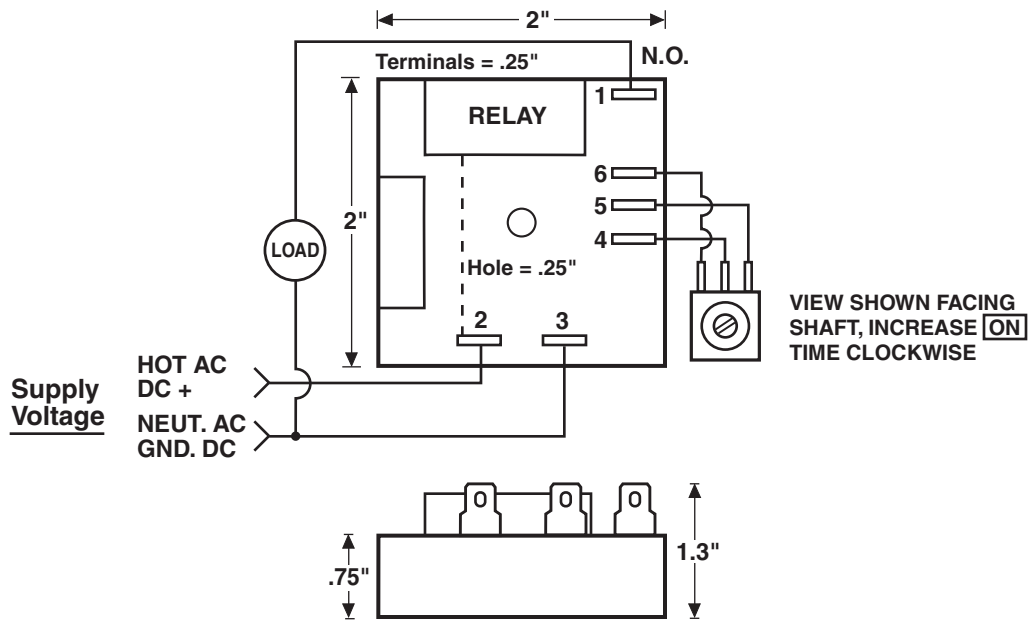 2"
N.O.
Terminals = .25"
1
RELAY
6
5
2"
4
LOAD
Hole = .25"
2
3
VIEW SHOWN FACING
SHAFT, INCREASE ON
TIME CLOCKWISE
Supply
Voltage
HOT AC
DC +
NEUT. AC
GND. DC
.75"
1.3"